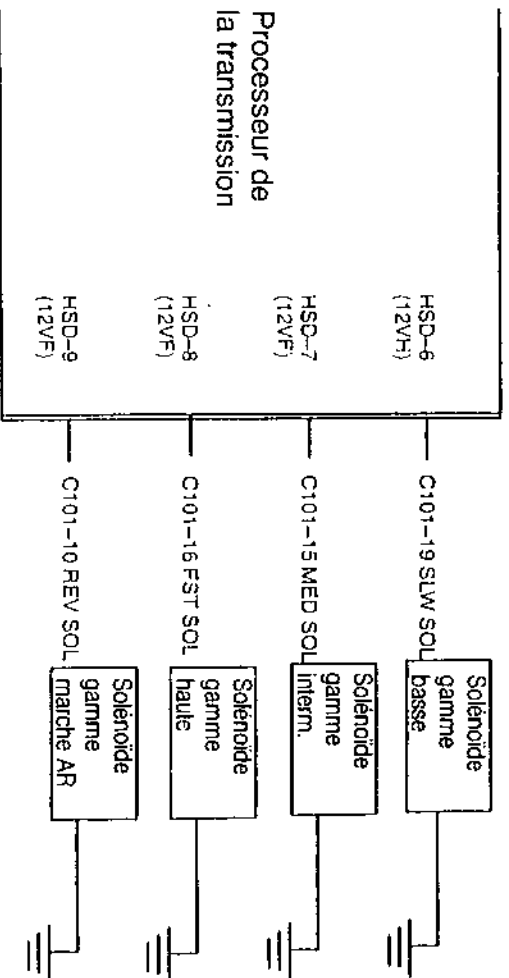 Processeur de
la transmission
HSD-6
(12VH)
C101-19 SLW SOL
Solénoïde
gamme
basse
HSD-7
(12VF)
C101-15 MED SOL
Solénoïde
gamme
interm.
HSD-8
(12VF)
C101-16 FST SOL
Solénoïde
gamme
haute
HSD-9
(12VF)
C101-10 REV SOL
Solénoïde
gamme
marche AR